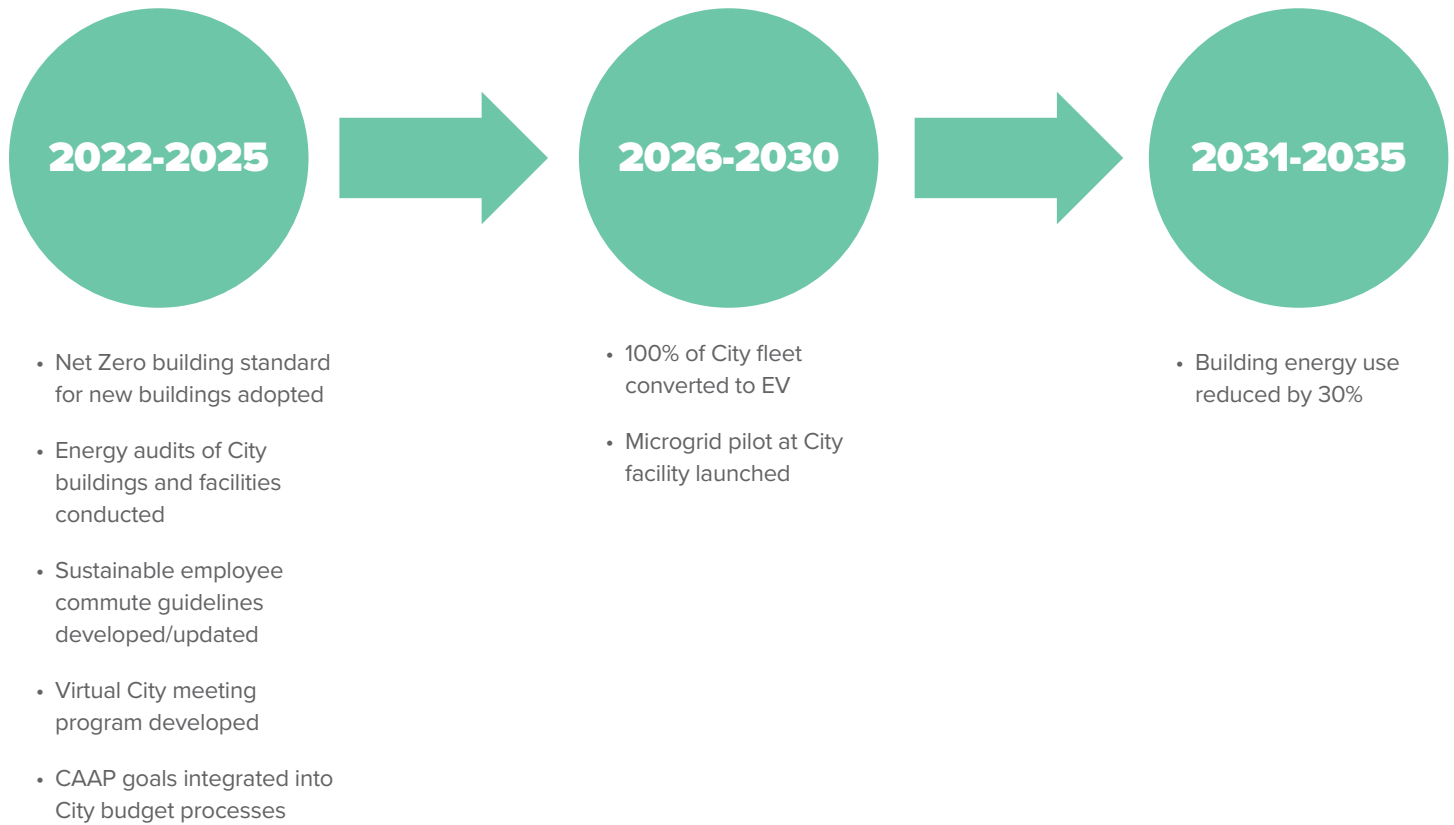 2022-2025
• Net Zero building standard
for new buildings adopted
• Energy audits of City
buildings and facilities
conducted
• Sustainable employee
commute guidelines
developed/updated
• Virtual City meeting
program developed
• CAAP goals integrated into
City budget processes
2026-2030
• 100% of City fleet
converted to EV
• Microgrid pilot at City
facility launched
2031-2035
• Building energy use
reduced by 30%